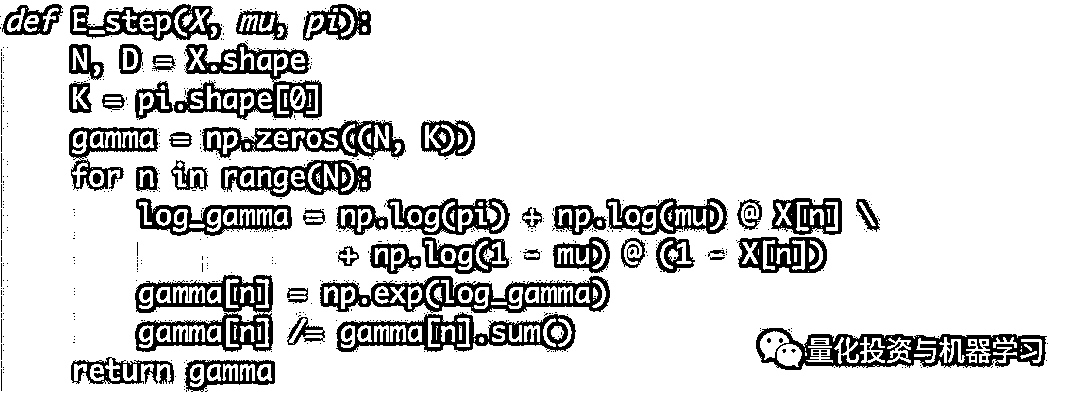 def E_step(X, mu, pi):
    N, D = X.shape
    K = pi.shape[0]
    gamma = np.zeros((N, K))
    for n in range(N):
        log_gamma = np.log(pi) + np.log(mu) @ X[n] \
                    + np.log(1 - mu) @ (1 - X[n])
        gamma[n] = np.exp(log_gamma)
        gamma[n] /= gamma[n].sum()
    return gamma
量化投资与机器学习